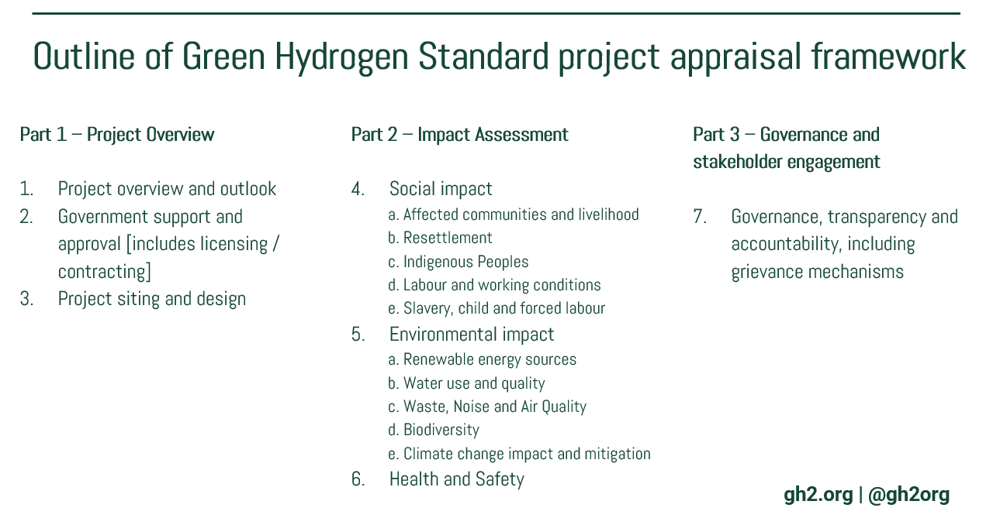 Outline of Green Hydrogen Standard project appraisal framework
Part 1 – Project Overview
1. Project overview and outlook
2. Government support and
approval [includes licensing /
contracting]
3. Project siting and design
Part 2 – Impact Assessment
4. Social impact
a. Affected communities and livelihood
b. Resettlement
c. Indigenous Peoples
d. Labour and working conditions
e. Slavery, child and forced labour
5. Environmental impact
a. Renewable energy sources
b. Water use and quality
c. Waste, Noise and Air Quality
d. Biodiversity
e. Climate change impact and mitigation
6. Health and Safety
Part 3 – Governance and
stakeholder engagement
7. Governance, transparency and
accountability, including
grievance mechanisms
gh2.org | @gh2org